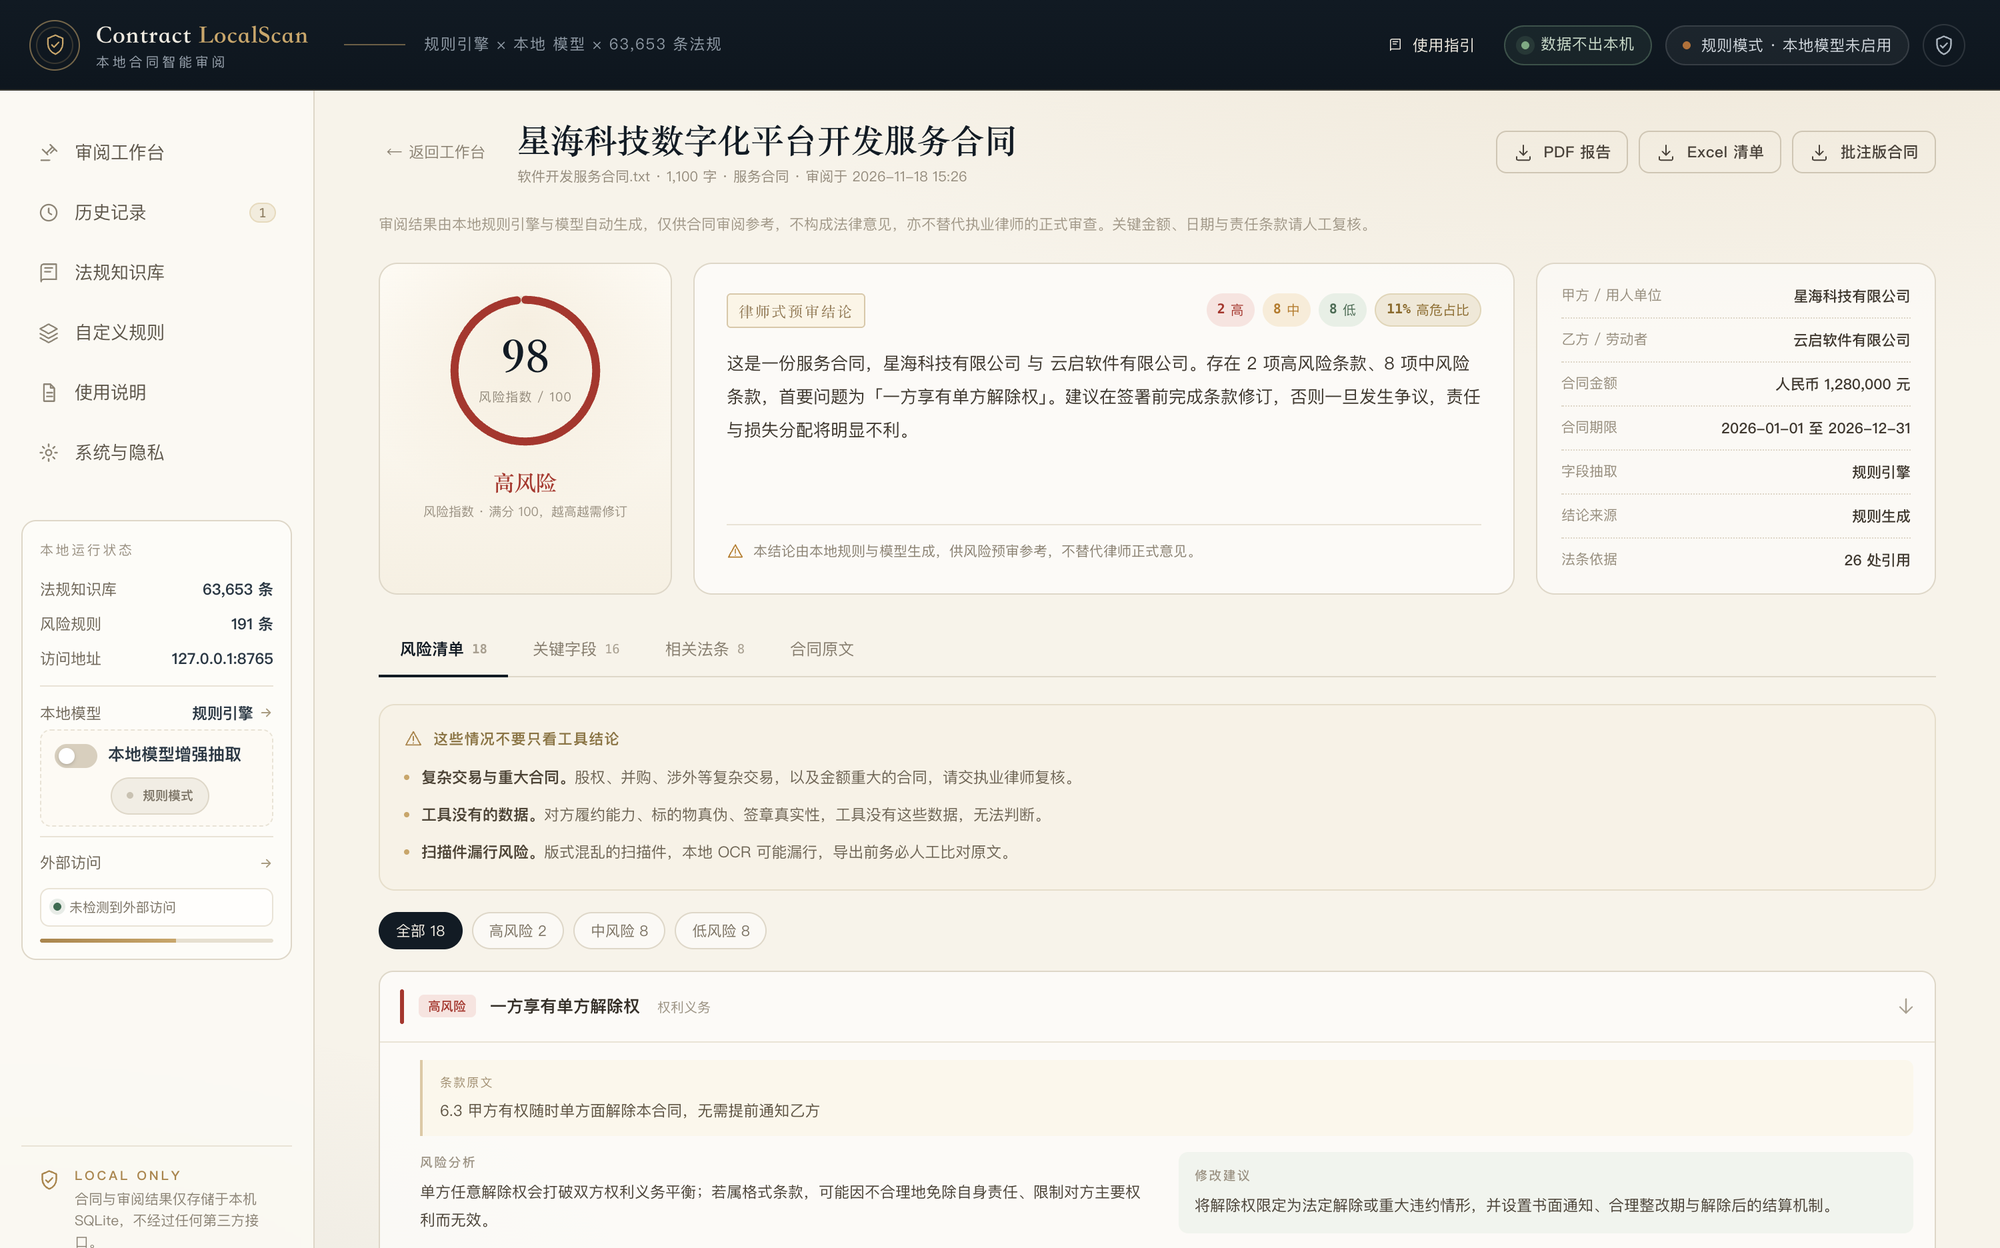 Contract LocalScan
本地合同智能审阅
规则引擎 × 本地 模型 × 63,653 条法规
使用指引
数据不出本机
规则模式 · 本地模型未启用
审阅工作台
历史记录 1
法规知识库
自定义规则
使用说明
系统与隐私
本地运行状态
法规知识库 63,653 条
风险规则 191 条
访问地址 127.0.0.1:8765
本地模型 规则引擎 →
本地模型增强抽取
规则模式
外部访问 →
未检测到外部访问
LOCAL ONLY
合同与审阅结果仅存储于本机
SQLite，不经过任何第三方接
口。
← 返回工作台
星海科技数字化平台开发服务合同
软件开发服务合同.txt · 1,100 字 · 服务合同 · 审阅于 2026-11-18 15:26
PDF 报告
Excel 清单
批注版合同
审阅结果由本地规则引擎与模型自动生成，仅供合同审阅参考，不构成法律意见，亦不替代执业律师的正式审查。关键金额、日期与责任条款请人工复核。
98
风险指数 / 100
高风险
风险指数 · 满分 100，越高越需修订
律师式预审结论
2 高
8 中
8 低
11% 高危占比
这是一份服务合同，星海科技有限公司 与 云启软件有限公司。存在 2 项高风险条款、8 项中风险
条款，首要问题为「一方享有单方解除权」。建议在签署前完成条款修订，否则一旦发生争议，责任
与损失分配将明显不利。
本结论由本地规则与模型生成，供风险预审参考，不替代律师正式意见。
甲方 / 用人单位 星海科技有限公司
乙方 / 劳动者 云启软件有限公司
合同金额 人民币 1,280,000 元
合同期限 2026-01-01 至 2026-12-31
字段抽取 规则引擎
结论来源 规则生成
法条依据 26 处引用
风险清单 18
关键字段 16
相关法条 8
合同原文
这些情况不要只看工具结论
复杂交易与重大合同。股权、并购、涉外等复杂交易，以及金额重大的合同，请交执业律师复核。
工具没有的数据。对方履约能力、标的物真伪、签章真实性，工具没有这些数据，无法判断。
扫描件漏行风险。版式混乱的扫描件，本地 OCR 可能漏行，导出前务必人工比对原文。
全部 18
高风险 2
中风险 8
低风险 8
高风险 一方享有单方解除权 权利义务
条款原文
6.3 甲方有权随时单方面解除本合同，无需提前通知乙方
风险分析
单方任意解除权会打破双方权利义务平衡；若属格式条款，可能因不合理地免除自身责任、限制对方主要权
利而无效。
修改建议
将解除权限定为法定解除或重大违约情形，并设置书面通知、合理整改期与解除后的结算机制。